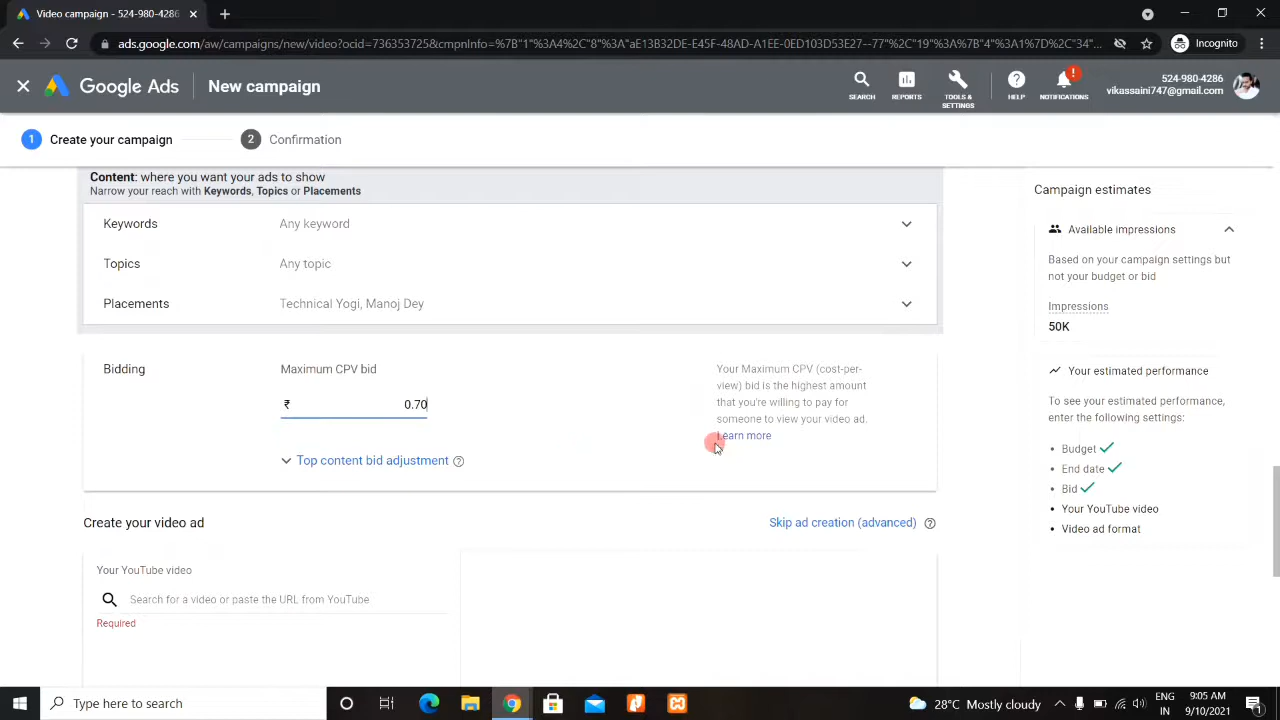 Video campaign - 524-980-4286
ads.google.com/aw/campaigns/new/video?ocid=736353725&cmpnInfo=%7B"1"%3A4%2C"8"%3A"aE13B32DE-E45F-48AD-A1EE-0ED103D53E27--77"%2C"19"%3A%7B"4"%3A1%7D%2C"34"...
Incognito
Google Ads
New campaign
SEARCH
REPORTS
TOOLS &
SETTINGS
HELP
!
NOTIFICATIONS
524-980-4286
vikassaini747@gmail.com
1 Create your campaign
2 Confirmation
Content: where you want your ads to show
Narrow your reach with Keywords, Topics or Placements
Keywords Any keyword
Topics Any topic
Placements Technical Yogi, Manoj Dey
Bidding
Maximum CPV bid
₹ 0.70
Top content bid adjustment
Your Maximum CPV (cost-per-
view) bid is the highest amount
that you're willing to pay for
someone to view your video ad.
Learn more
Create your video ad
Skip ad creation (advanced)
Your YouTube video
Search for a video or paste the URL from YouTube
Required
Campaign estimates
Available impressions
Based on your campaign settings but
not your budget or bid
Impressions
50K
Your estimated performance
To see your estimated performance,
enter the following settings:
• Budget
• End date
• Bid
• Your YouTube video
• Video ad format
Type here to search
28°C Mostly cloudy
ENG
IN
9:05 AM
9/10/2021